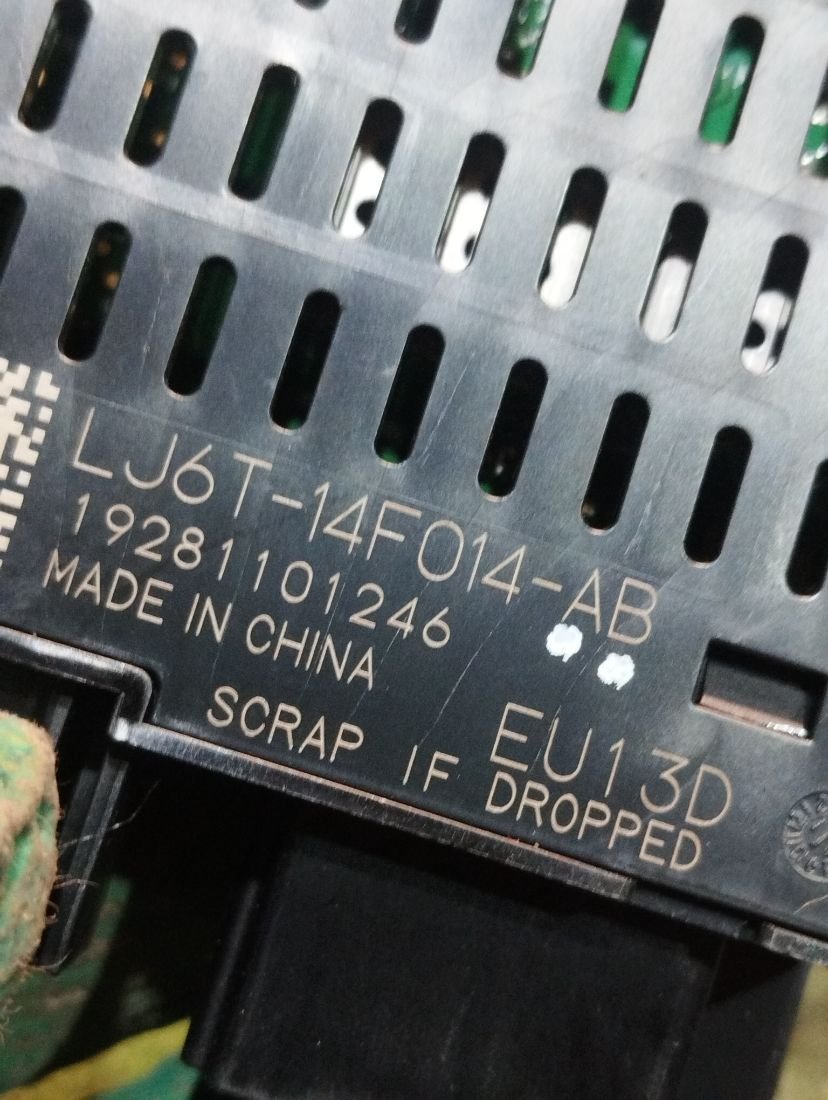 LJ6T-14F014-AB
19281101246
MADE IN CHINA
EU13D
SCRAP IF DROPPED